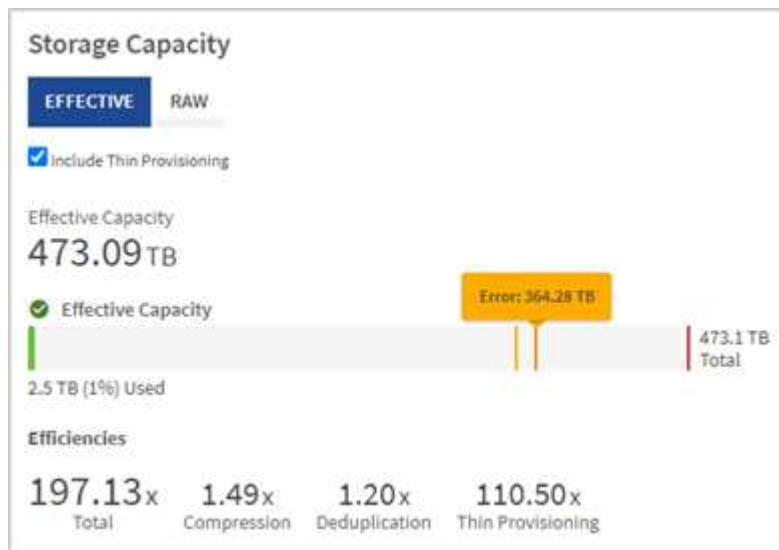 Storage Capacity
EFFECTIVE RAW
Include Thin Provisioning
Effective Capacity
473.09 TB
Error: 364.28 TB
Effective Capacity
473.1 TB
Total
2.5 TB (1%) Used
Efficiencies
197.13x 1.49x 1.20x 110.50x
Total Compression Deduplication Thin Provisioning